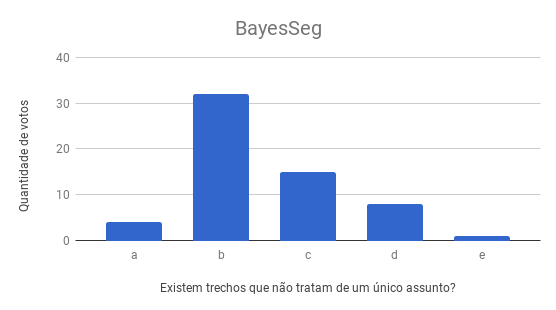 BayesSeg
Quantidade de votos
40
30
20
10
0
a b c d e
Existem trechos que não tratam de um único assunto?